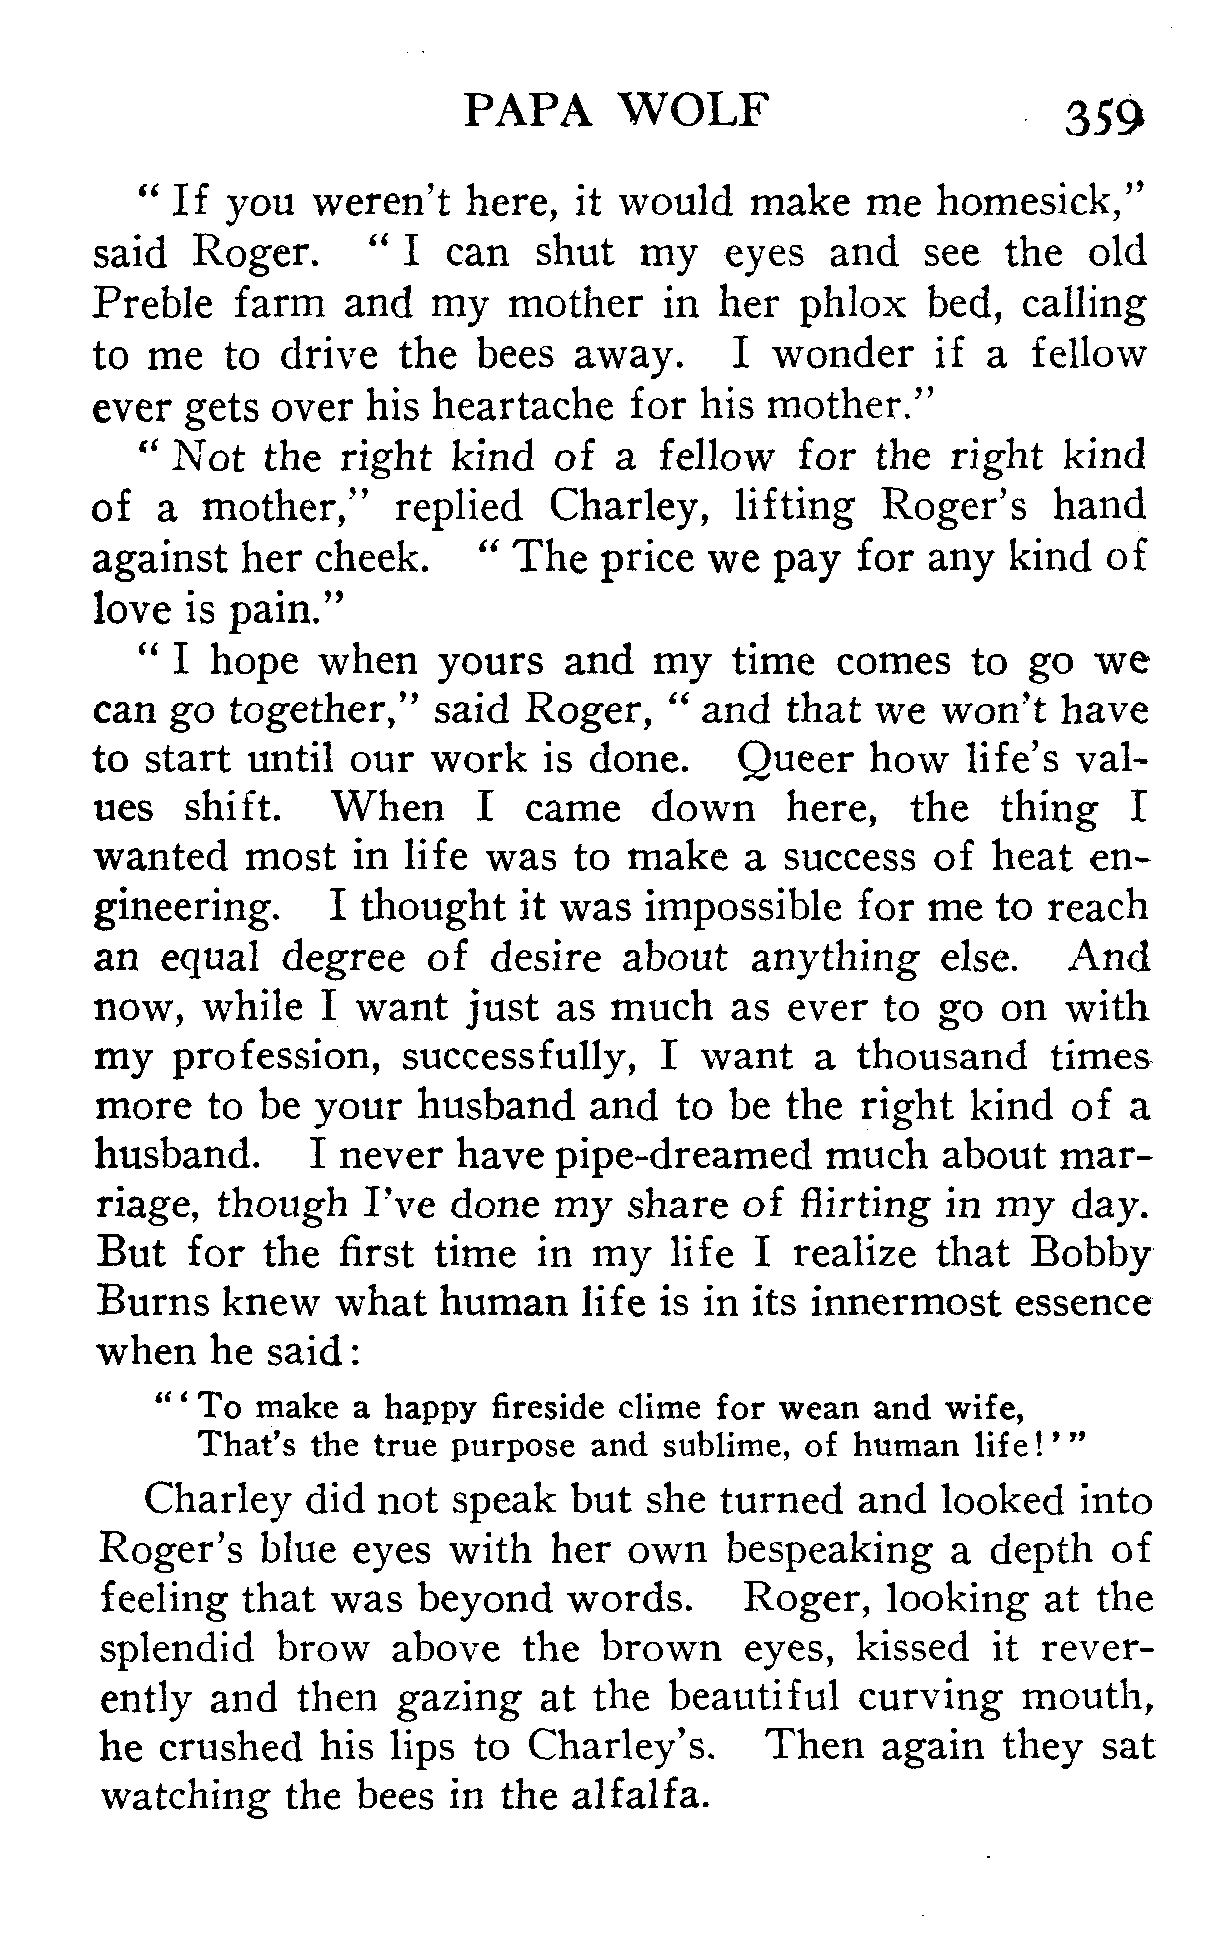 PAPA WOLF 359
" If you weren't here, it would make me homesick,"
said Roger. " I can shut my eyes and see the old
Preble farm and my mother in her phlox bed, calling
to me to drive the bees away. I wonder if a fellow
ever gets over his heartache for his mother."
" Not the right kind of a fellow for the right kind
of a mother," replied Charley, lifting Roger's hand
against her cheek. " The price we pay for any kind of
love is pain."
" I hope when yours and my time comes to go we
can go together," said Roger, " and that we won't have
to start until our work is done. Queer how life's val-
ues shift. When I came down here, the thing I
wanted most in life was to make a success of heat en-
gineering. I thought it was impossible for me to reach
an equal degree of desire about anything else. And
now, while I want just as much as ever to go on with
my profession, successfully, I want a thousand times
more to be your husband and to be the right kind of a
husband. I never have pipe-dreamed much about mar-
riage, though I've done my share of flirting in my day.
But for the first time in my life I realize that Bobby
Burns knew what human life is in its innermost essence
when he said:
" ' To make a happy fireside clime for wean and wife,
That's the true purpose and sublime, of human life! ' "
Charley did not speak but she turned and looked into
Roger's blue eyes with her own bespeaking a depth of
feeling that was beyond words. Roger, looking at the
splendid brow above the brown eyes, kissed it rever-
ently and then gazing at the beautiful curving mouth,
he crushed his lips to Charley's. Then again they sat
watching the bees in the alfalfa.